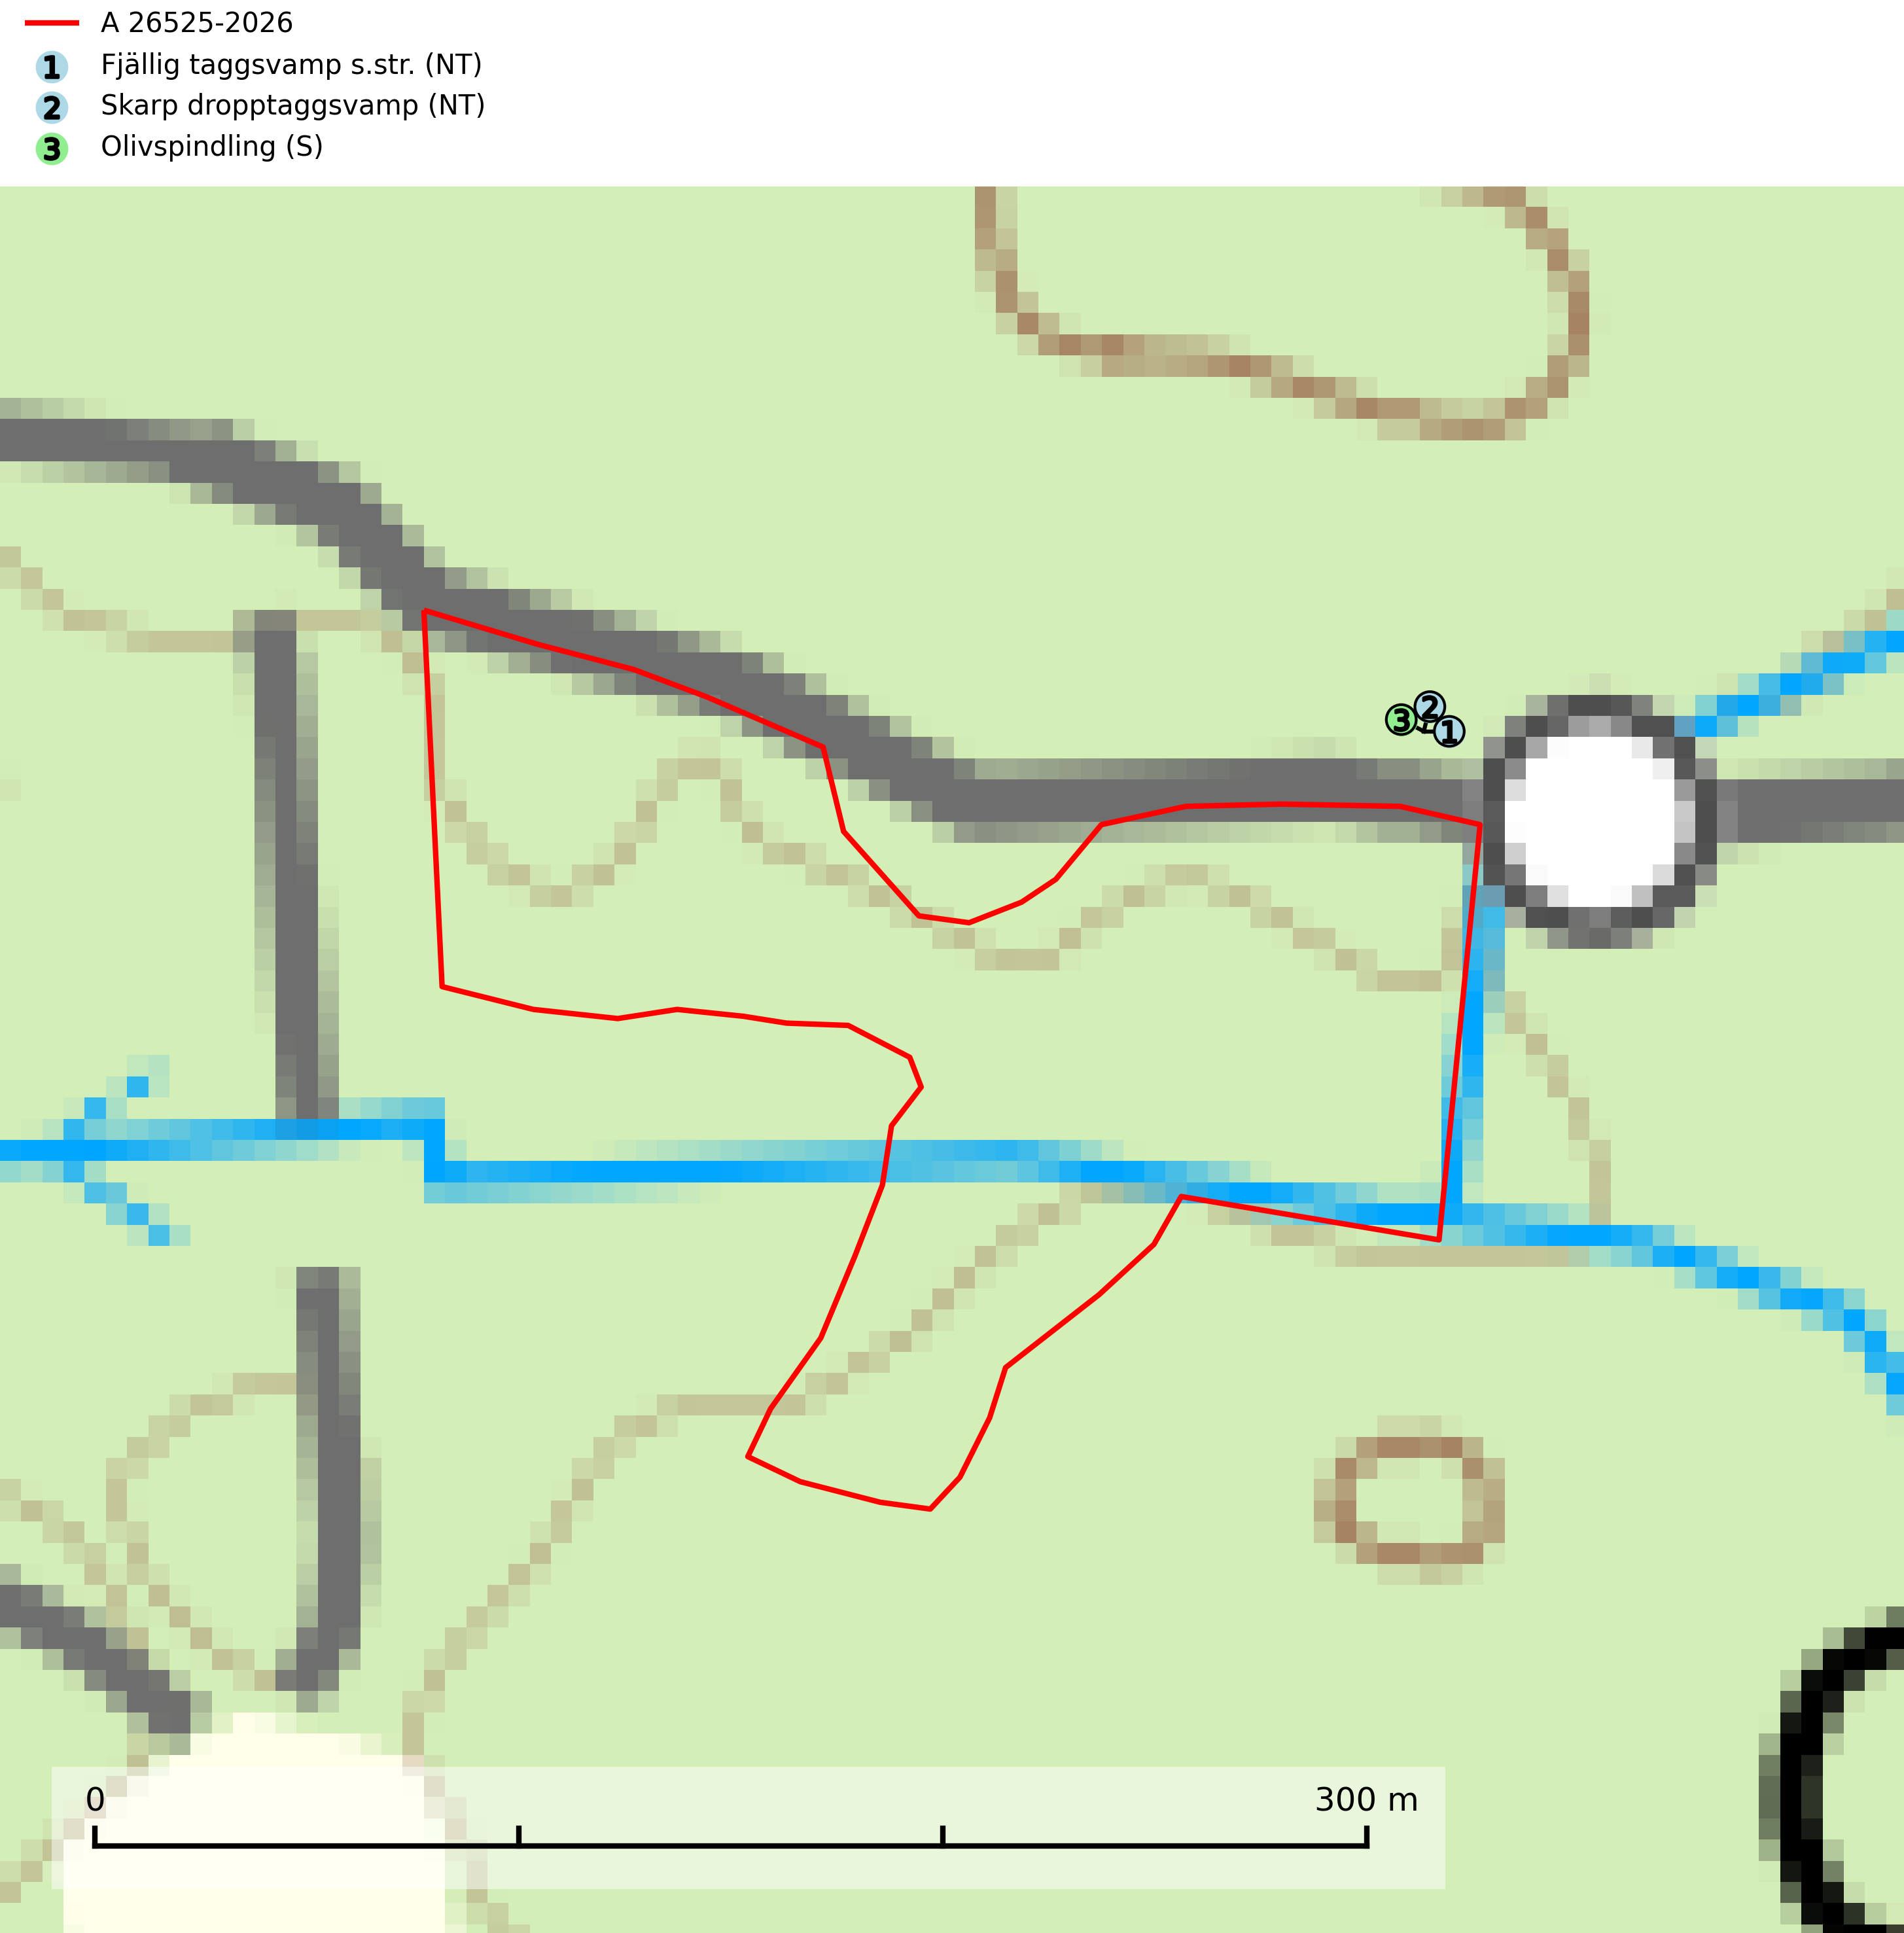 A 26525-2026
1 Fjällig taggsvamp s.str. (NT)
2 Skarp dropptaggsvamp (NT)
3 Olivspindling (S)
2
3
1
0 300 m